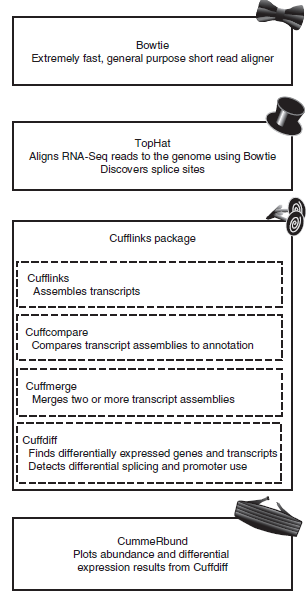 Bowtie
Extremely fast, general purpose short read aligner
TopHat
Aligns RNA-Seq reads to the genome using Bowtie
Discovers splice sites
Cufflinks package
Cufflinks
Assembles transcripts
Cuffcompare
Compares transcript assemblies to annotation
Cuffmerge
Merges two or more transcript assemblies
Cuffdiff
Finds differentially expressed genes and transcripts
Detects differential splicing and promoter use
CummeRbund
Plots abundance and differential
expression results from Cuffdiff